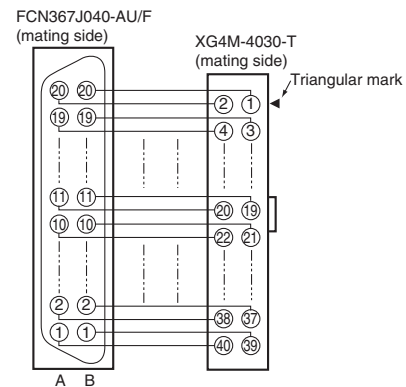 FCN367J040-AU/F
(mating side)
XG4M-4030-T
(mating side)
Triangular mark
20 20
2 1
19 19
4 3
11 11
20 19
10 10
22 21
2 2
38 37
1 1
40 39
A B